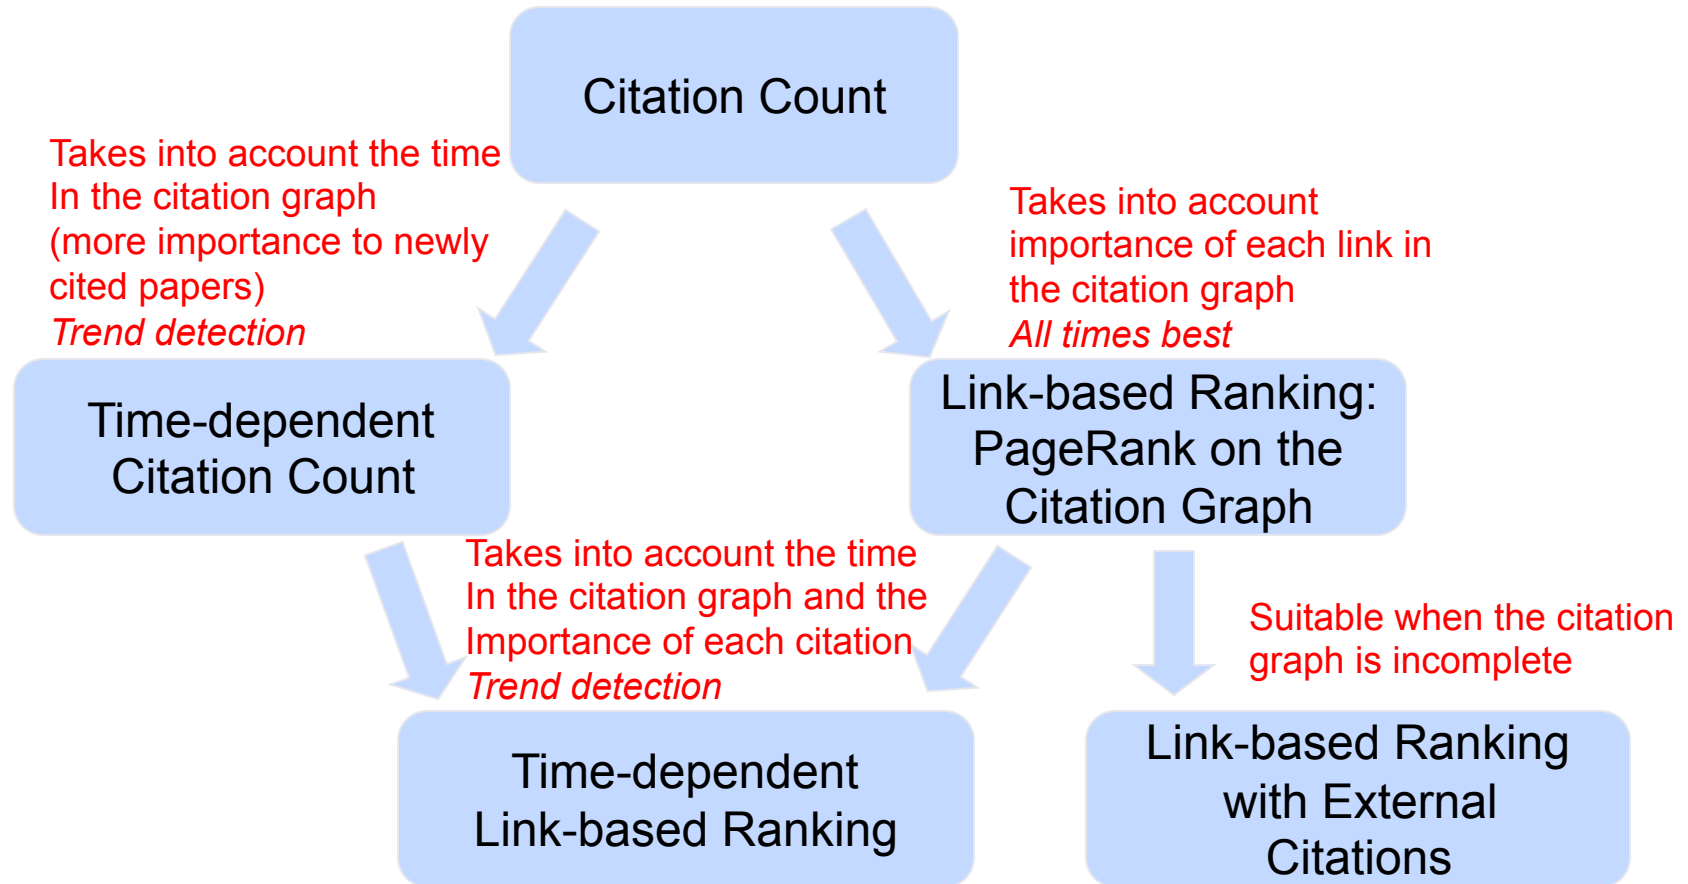 Citation Count
Takes into account the time
In the citation graph
(more importance to newly
cited papers)
Trend detection
Takes into account
importance of each link in
the citation graph
All times best
Time-dependent
Citation Count
Link-based Ranking:
PageRank on the
Citation Graph
Takes into account the time
In the citation graph and the
Importance of each citation
Trend detection
Suitable when the citation
graph is incomplete
Time-dependent
Link-based Ranking
Link-based Ranking
with External
Citations